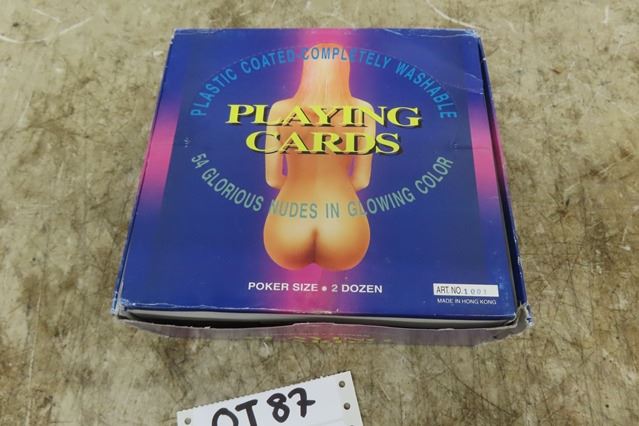 PLASTIC COATED-COMPLETELY WASHABLE
PLAYING
CARDS
54 GLORIOUS NUDES IN GLOWING COLOR
POKER SIZE • 2 DOZEN
ART. NO. 1001
MADE IN HONG KONG
OT 87